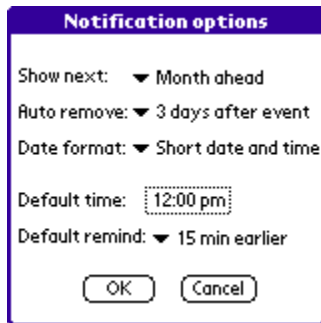 Notification options
Show next: Month ahead
Auto remove: 3 days after event
Date format: Short date and time
Default time: 12:00 pm
Default remind: 15 min earlier
OK Cancel